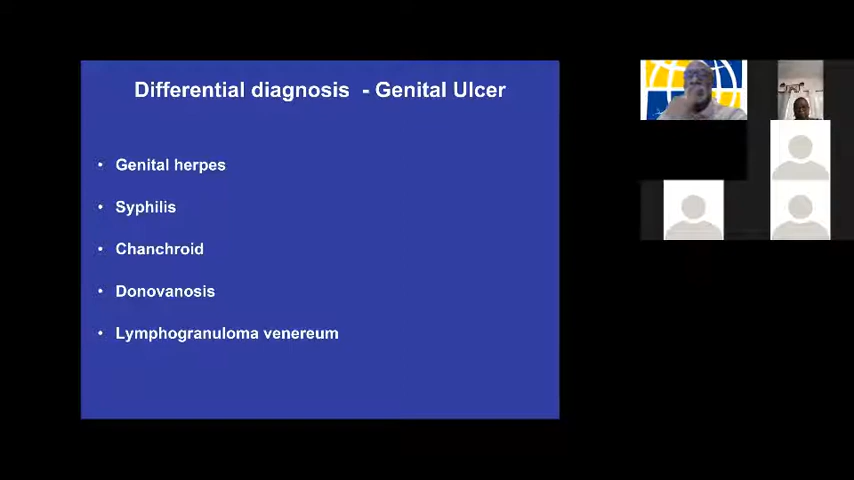 Differential diagnosis - Genital Ulcer
• Genital herpes
• Syphilis
• Chanchroid
• Donovanosis
• Lymphogranuloma venereum